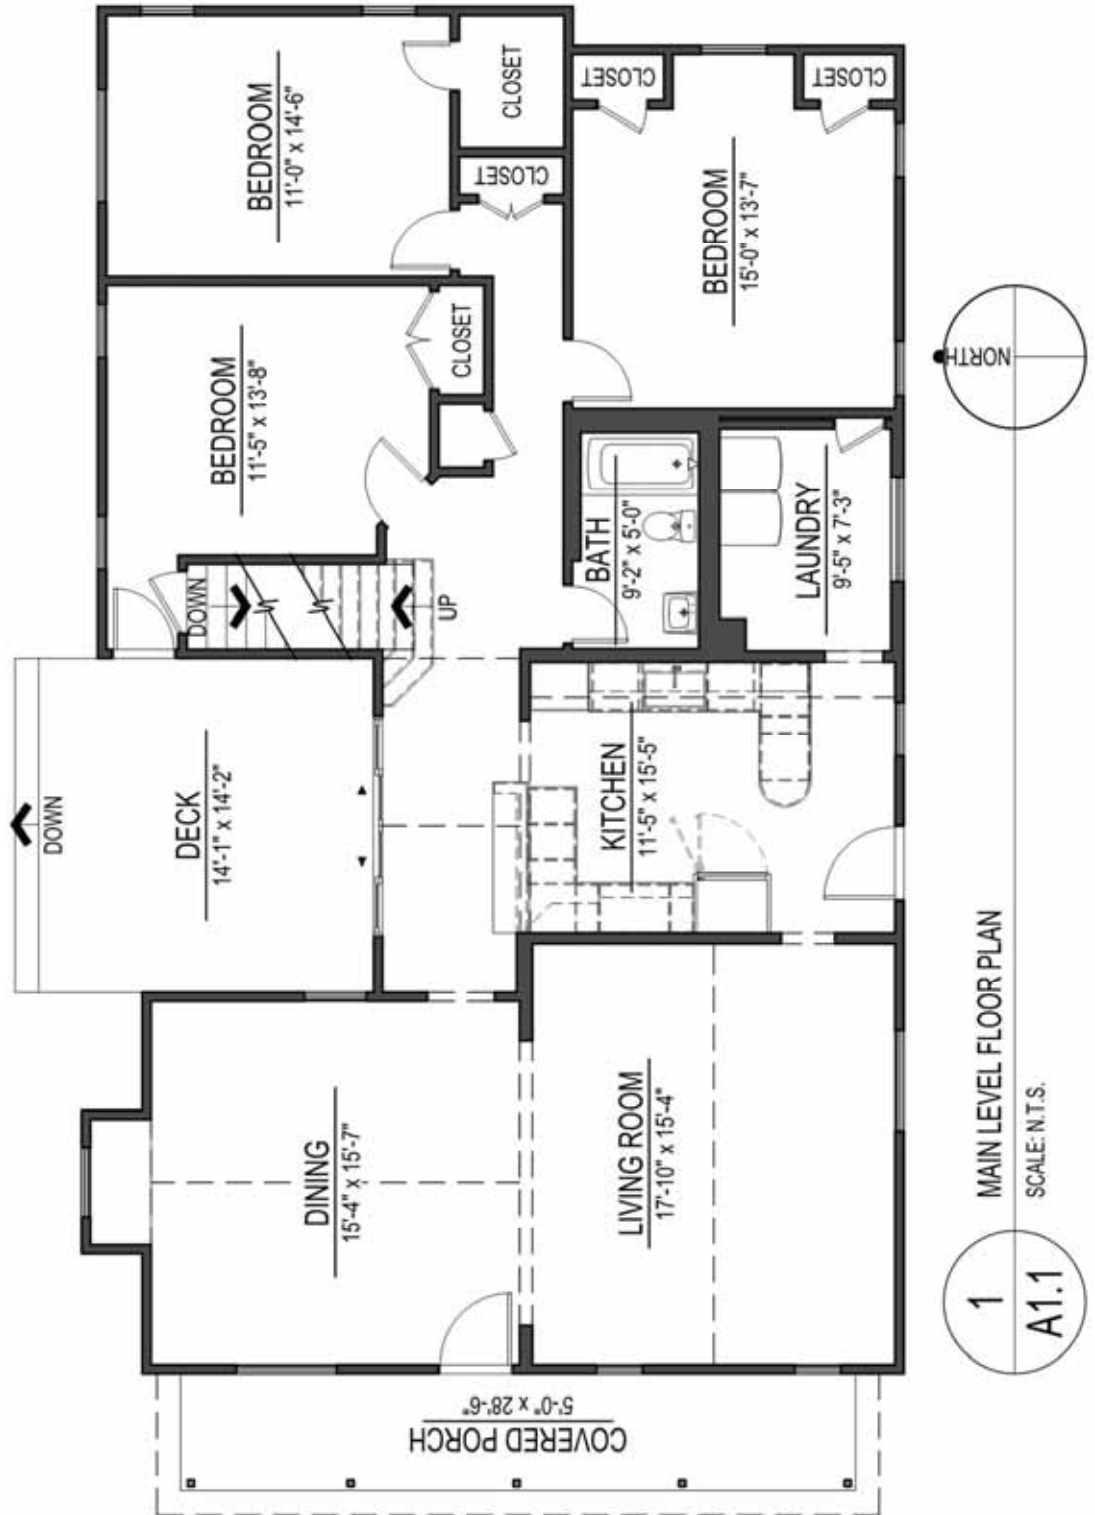 BEDROOM
11'-0" x 14'-6"
CLOSET
CLOSET
CLOSET
CLOSET
BEDROOM
15'-0" x 13'-7"
BEDROOM
11'-5" x 13'-8"
CLOSET
DOWN
UP
BATH
9'-2" x 5'-0"
LAUNDRY
9'-5" x 7'-3"
DOWN
DECK
14'-1" x 14'-2"
KITCHEN
11'-5" x 15'-5"
DINING
15'-4" x 15'-7"
LIVING ROOM
17'-10" x 15'-4"
COVERED PORCH
5'-0" x 28'-6"
NORTH
1
A1.1
MAIN LEVEL FLOOR PLAN
SCALE: N.T.S.